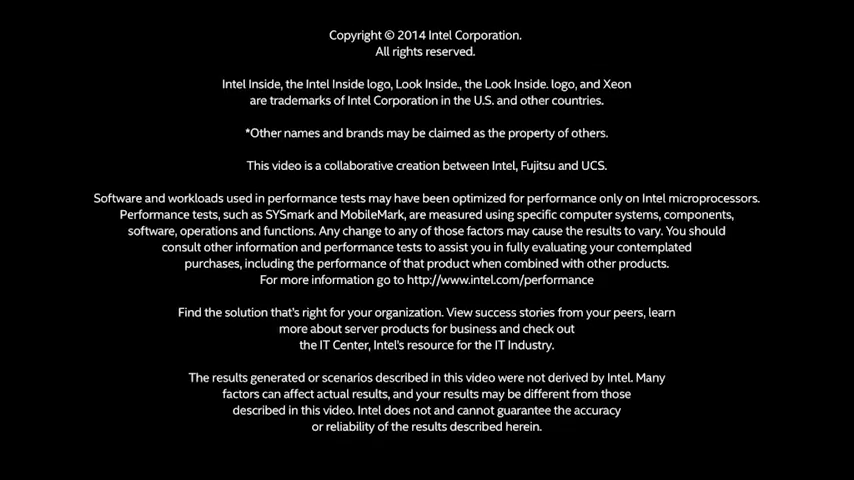 Copyright © 2014 Intel Corporation.
All rights reserved.
Intel Inside, the Intel Inside logo, Look Inside., the Look Inside. logo, and Xeon
are trademarks of Intel Corporation in the U.S. and other countries.
*Other names and brands may be claimed as the property of others.
This video is a collaborative creation between Intel, Fujitsu and UCS.
Software and workloads used in performance tests may have been optimized for performance only on Intel microprocessors.
Performance tests, such as SYSmark and MobileMark, are measured using specific computer systems, components,
software, operations and functions. Any change to any of those factors may cause the results to vary. You should
consult other information and performance tests to assist you in fully evaluating your contemplated
purchases, including the performance of that product when combined with other products.
For more information go to http://www.intel.com/performance
Find the solution that's right for your organization. View success stories from your peers, learn
more about server products for business and check out
the IT Center, Intel's resource for the IT Industry.
The results generated or scenarios described in this video were not derived by Intel. Many
factors can affect actual results, and your results may be different from those
described in this video. Intel does not and cannot guarantee the accuracy
or reliability of the results described herein.